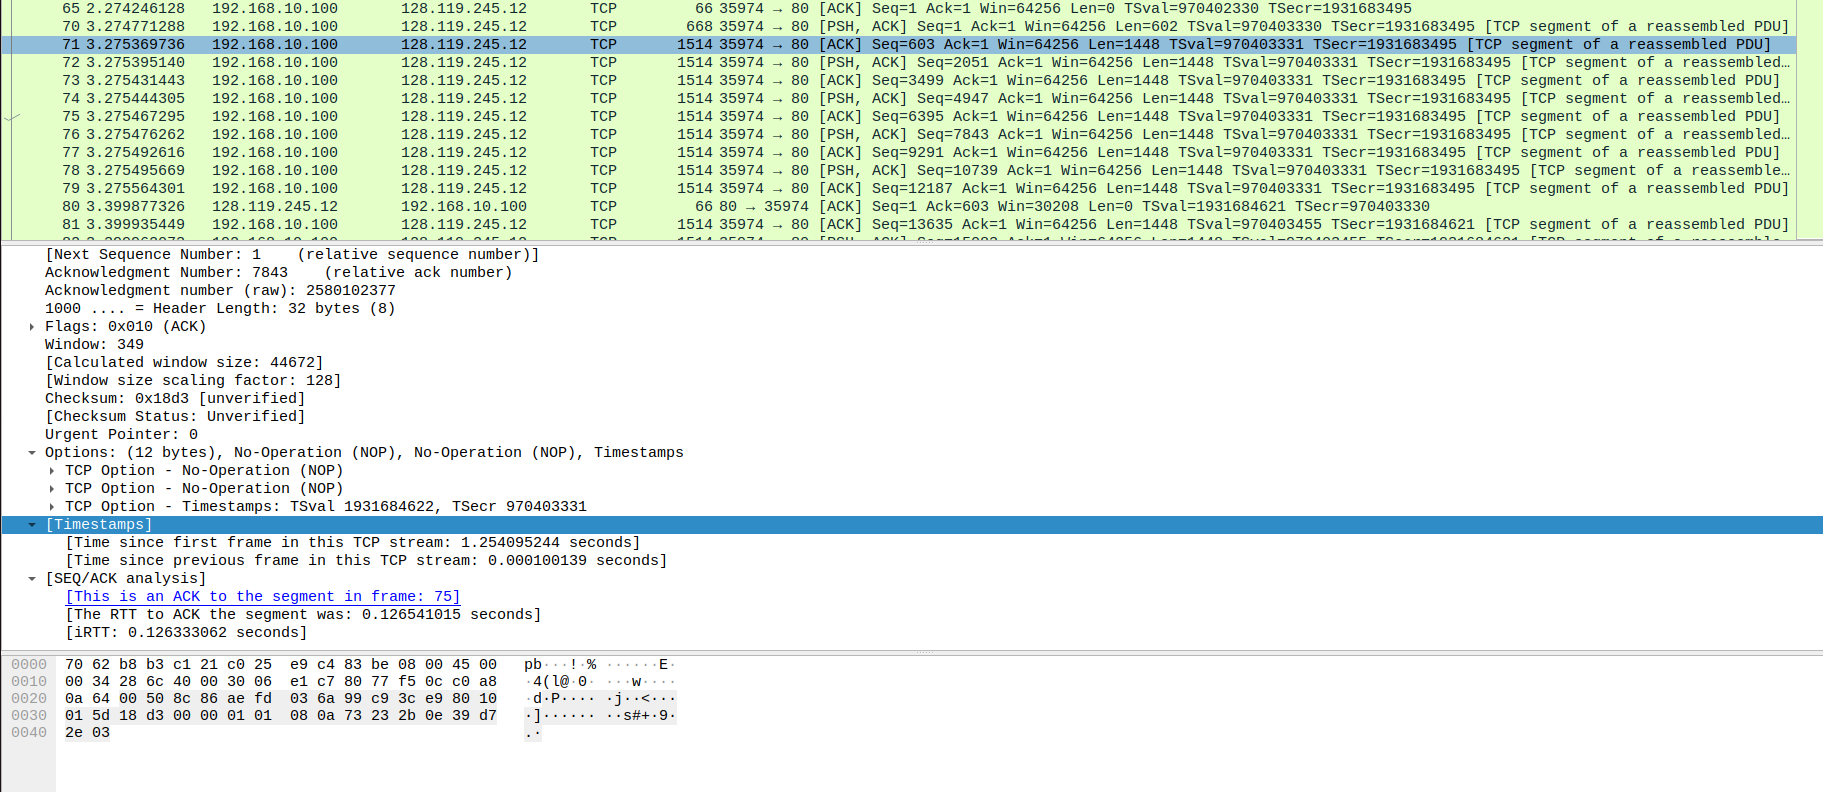 65 2.274246128 192.168.10.100 128.119.245.12 TCP 66 35974 → 80 [ACK] Seq=1 Ack=1 Win=64256 Len=0 TSval=970402330 TSecr=1931683495
70 2.274771288 192.168.10.100 128.119.245.12 TCP 668 35974 → 80 [PSH, ACK] Seq=1 Ack=1 Win=64256 Len=602 TSval=970403330 TSecr=1931683495 [TCP segment of a reassembled PDU]
71 3.275369736 192.168.10.100 128.119.245.12 TCP 1514 35974 → 80 [ACK] Seq=603 Ack=1 Win=64256 Len=1448 TSval=970403331 TSecr=1931683495 [TCP segment of a reassembled PDU]
72 3.275395140 192.168.10.100 128.119.245.12 TCP 1514 35974 → 80 [PSH, ACK] Seq=2051 Ack=1 Win=64256 Len=1448 TSval=970403331 TSecr=1931683495 [TCP segment of a reassembled…
73 3.275431443 192.168.10.100 128.119.245.12 TCP 1514 35974 → 80 [ACK] Seq=3499 Ack=1 Win=64256 Len=1448 TSval=970403331 TSecr=1931683495 [TCP segment of a reassembled PDU]
74 3.275444305 192.168.10.100 128.119.245.12 TCP 1514 35974 → 80 [PSH, ACK] Seq=4947 Ack=1 Win=64256 Len=1448 TSval=970403331 TSecr=1931683495 [TCP segment of a reassembled…
75 3.275467295 192.168.10.100 128.119.245.12 TCP 1514 35974 → 80 [ACK] Seq=6395 Ack=1 Win=64256 Len=1448 TSval=970403331 TSecr=1931683495 [TCP segment of a reassembled PDU]
76 3.275476262 192.168.10.100 128.119.245.12 TCP 1514 35974 → 80 [PSH, ACK] Seq=7843 Ack=1 Win=64256 Len=1448 TSval=970403331 TSecr=1931683495 [TCP segment of a reassembled…
77 3.275492616 192.168.10.100 128.119.245.12 TCP 1514 35974 → 80 [ACK] Seq=9291 Ack=1 Win=64256 Len=1448 TSval=970403331 TSecr=1931683495 [TCP segment of a reassembled PDU]
78 3.275495669 192.168.10.100 128.119.245.12 TCP 1514 35974 → 80 [PSH, ACK] Seq=10739 Ack=1 Win=64256 Len=1448 TSval=970403331 TSecr=1931683495 [TCP segment of a reassemble…
79 3.275564301 192.168.10.100 128.119.245.12 TCP 1514 35974 → 80 [ACK] Seq=12187 Ack=1 Win=64256 Len=1448 TSval=970403331 TSecr=1931683495 [TCP segment of a reassembled PDU]
80 3.399877326 128.119.245.12 192.168.10.100 TCP 66 80 → 35974 [ACK] Seq=1 Ack=603 Win=30208 Len=0 TSval=1931684621 TSecr=970403330
81 3.399935449 192.168.10.100 128.119.245.12 TCP 1514 35974 → 80 [ACK] Seq=13635 Ack=1 Win=64256 Len=1448 TSval=970403455 TSecr=1931684621 [TCP segment of a reassembled PDU]
[Next Sequence Number: 1    (relative sequence number)]
Acknowledgment Number: 7843    (relative ack number)
Acknowledgment number (raw): 2580102377
1000 .... = Header Length: 32 bytes (8)
Flags: 0x010 (ACK)
Window: 349
[Calculated window size: 44672]
[Window size scaling factor: 128]
Checksum: 0x18d3 [unverified]
[Checksum Status: Unverified]
Urgent Pointer: 0
Options: (12 bytes), No-Operation (NOP), No-Operation (NOP), Timestamps
TCP Option - No-Operation (NOP)
TCP Option - No-Operation (NOP)
TCP Option - Timestamps: TSval 1931684622, TSecr 970403331
[Timestamps]
[Time since first frame in this TCP stream: 1.254095244 seconds]
[Time since previous frame in this TCP stream: 0.000100139 seconds]
[SEQ/ACK analysis]
[This is an ACK to the segment in frame: 75]
[The RTT to ACK the segment was: 0.126541015 seconds]
[iRTT: 0.126333062 seconds]
0000 70 62 b8 b3 c1 21 c0 25 e9 c4 83 be 08 00 45 00 pb···!·% ······E·
0010 00 34 28 6c 40 00 30 06 e1 c7 80 77 f5 0c c0 a8 ·4(l@·0· ···w····
0020 0a 64 00 50 8c 86 ae fd 03 6a 99 c3 3c e9 80 10 ·d·P···· ·j··<···
0030 01 5d 18 d3 00 00 01 01 08 0a 73 23 2b 0e 39 d7 ·]······ ··s#+·9·
0040 2e 03 .·